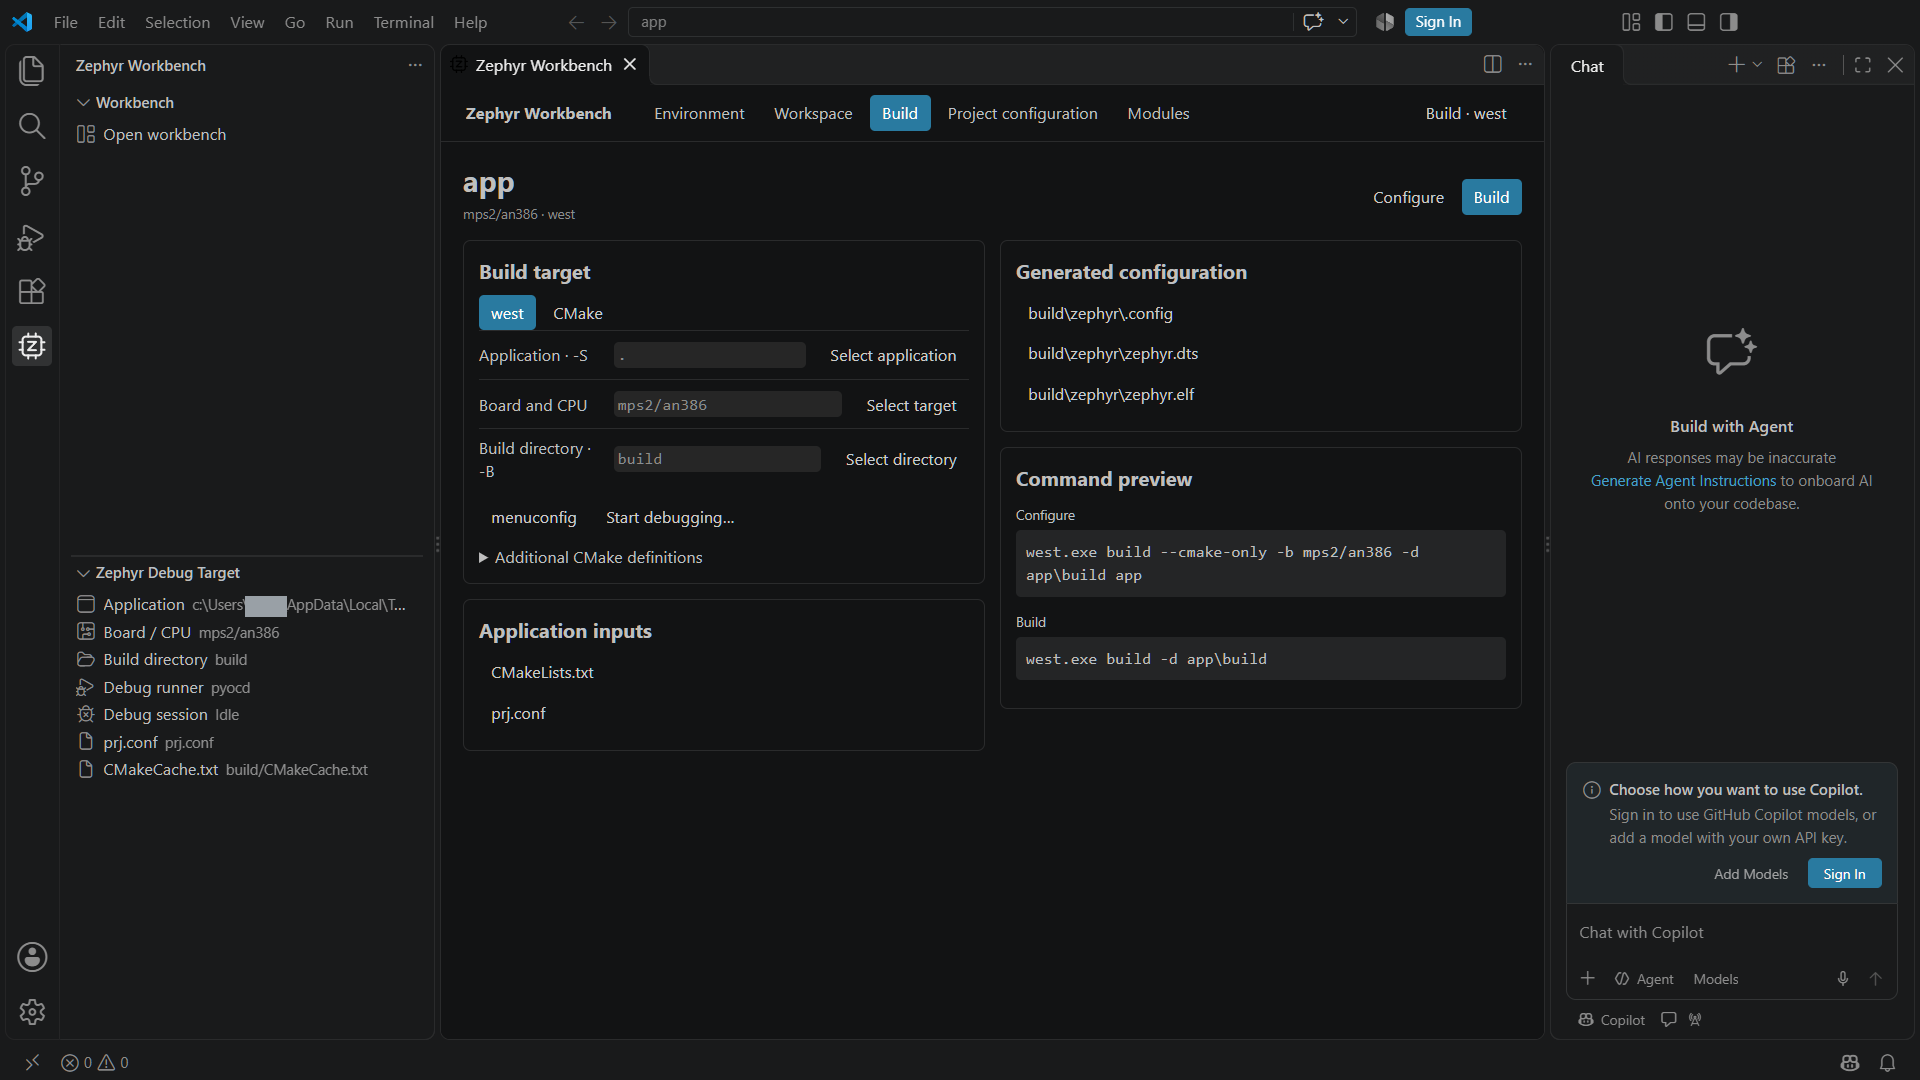 File Edit Selection View Go Run Terminal Help
app
Sign In
Zephyr Workbench
Workbench
Open workbench
Zephyr Debug Target
Application c:\Users\ AppData\Local\T...
Board / CPU mps2/an386
Build directory build
Debug runner pyocd
Debug session Idle
prj.conf prj.conf
CMakeCache.txt build/CMakeCache.txt
Zephyr Workbench
Zephyr Workbench Environment Workspace Build Project configuration Modules Build · west
app
mps2/an386 · west
Configure Build
Build target
west CMake
Application · -S . Select application
Board and CPU mps2/an386 Select target
Build directory ·
-B
build Select directory
menuconfig Start debugging...
Additional CMake definitions
Application inputs
CMakeLists.txt
prj.conf
Generated configuration
build\zephyr\.config
build\zephyr\zephyr.dts
build\zephyr\zephyr.elf
Command preview
Configure
west.exe build --cmake-only -b mps2/an386 -d
app\build app
Build
west.exe build -d app\build
Chat
Build with Agent
AI responses may be inaccurate
Generate Agent Instructions to onboard AI
onto your codebase.
Choose how you want to use Copilot.
Sign in to use GitHub Copilot models, or
add a model with your own API key.
Add Models Sign In
Chat with Copilot
Agent Models
Copilot
0 0